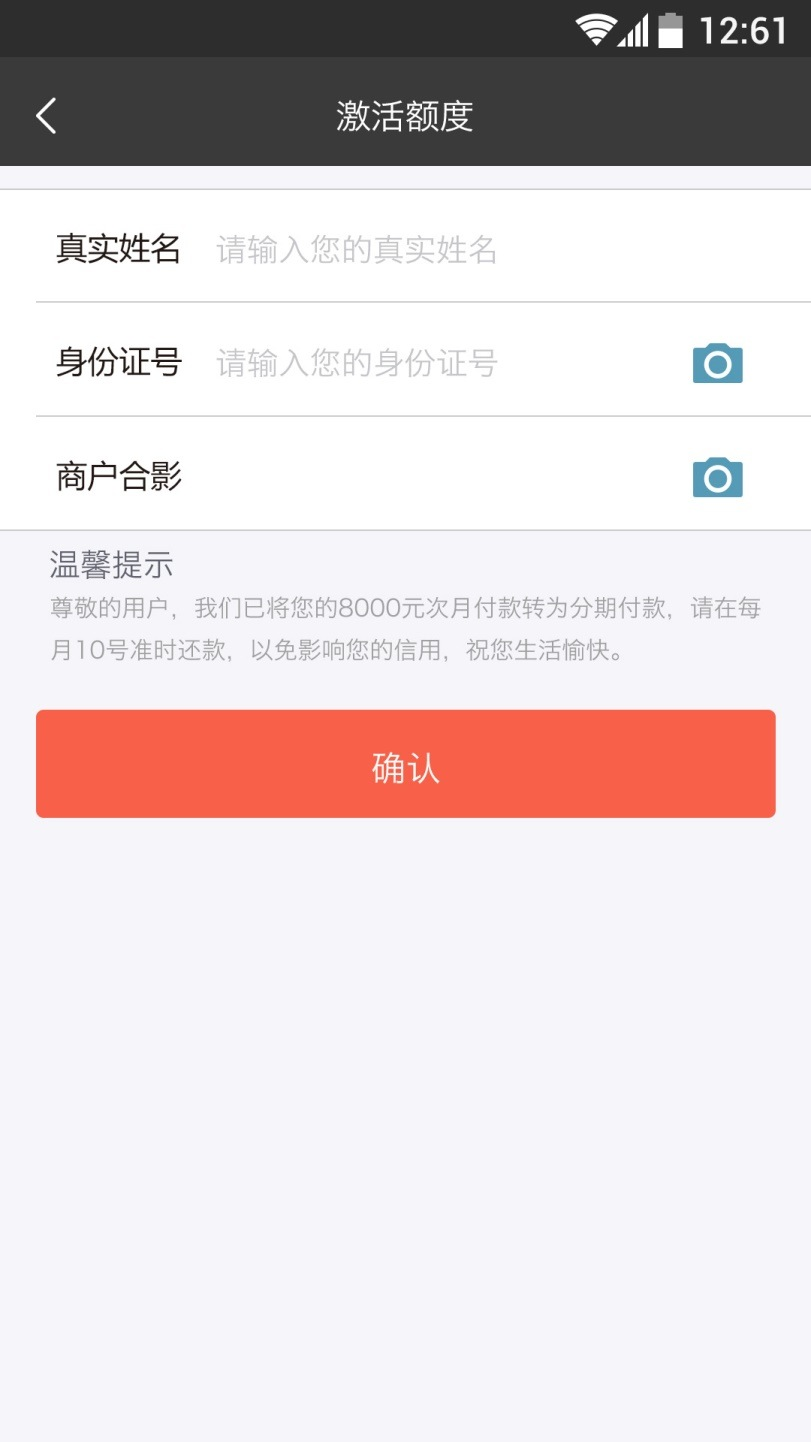 12:61
激活额度
真实姓名 请输入您的真实姓名
身份证号 请输入您的身份证号
商户合影
温馨提示
尊敬的用户，我们已将您的8000元次月付款转为分期付款，请在每
月10号准时还款，以免影响您的信用，祝您生活愉快。
确认